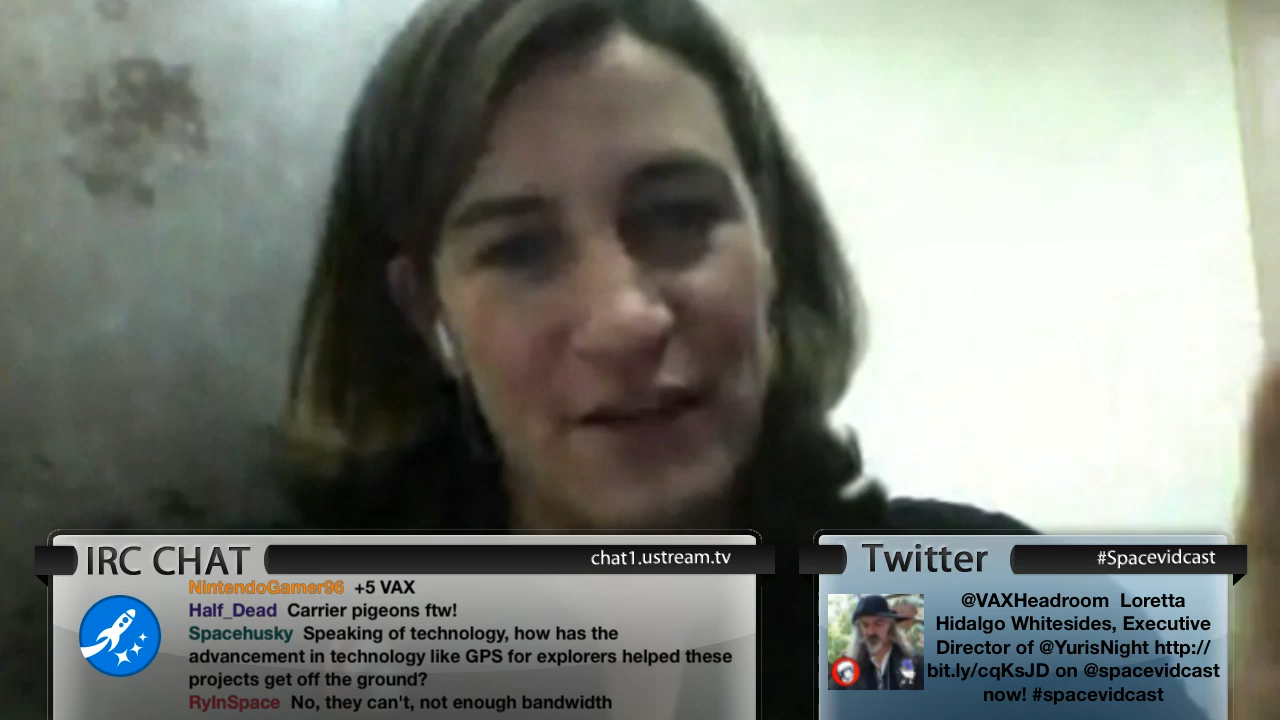 IRC CHAT
chat1.ustream.tv
NintendoGamer96 +5 VAX
Half_Dead Carrier pigeons ftw!
Spacehusky Speaking of technology, how has the
advancement in technology like GPS for explorers helped these
projects get off the ground?
RyInSpace No, they can't, not enough bandwidth
Twitter
#Spacevidcast
@VAXHeadroom Loretta
Hidalgo Whitesides, Executive
Director of @YurisNight http://
bit.ly/cqKsJD on @spacevidcast
now! #spacevidcast